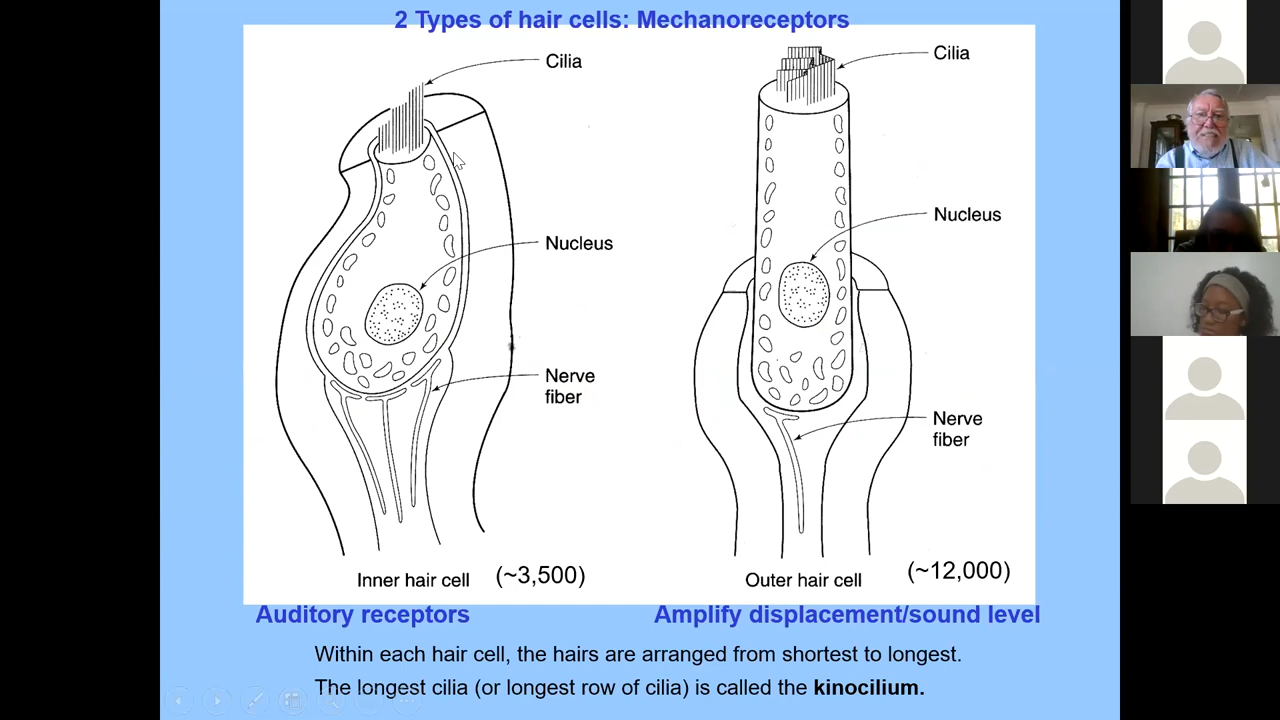 2 Types of hair cells: Mechanoreceptors
Cilia
Nucleus
Nerve
fiber
Inner hair cell (~3,500)
Auditory receptors
Cilia
Nucleus
Nerve
fiber
Outer hair cell (~12,000)
Amplify displacement/sound level
Within each hair cell, the hairs are arranged from shortest to longest.
The longest cilia (or longest row of cilia) is called the kinocilium.